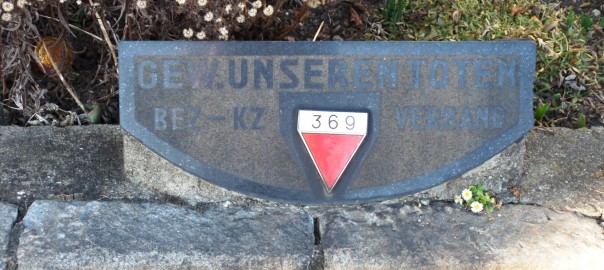 GEW. UNSEREN TOTEN
BEZ-KZ VERBAND
369